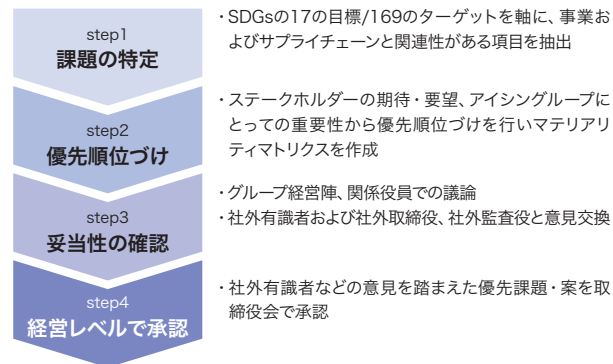 step1
課題の特定
・SDGsの17の目標/169のターゲットを軸に、事業お
よびサプライチェーンと関連性がある項目を抽出
step2
優先順位づけ
・ステークホルダーの期待・要望、アイシングループに
とっての重要性から優先順位づけを行いマテリアリ
ティマトリクスを作成
step3
妥当性の確認
・グループ経営陣、関係役員での議論
・社外有識者および社外取締役、社外監査役と意見交換
step4
経営レベルで承認
・社外有識者などの意見を踏まえた優先課題・案を取
締役会で承認